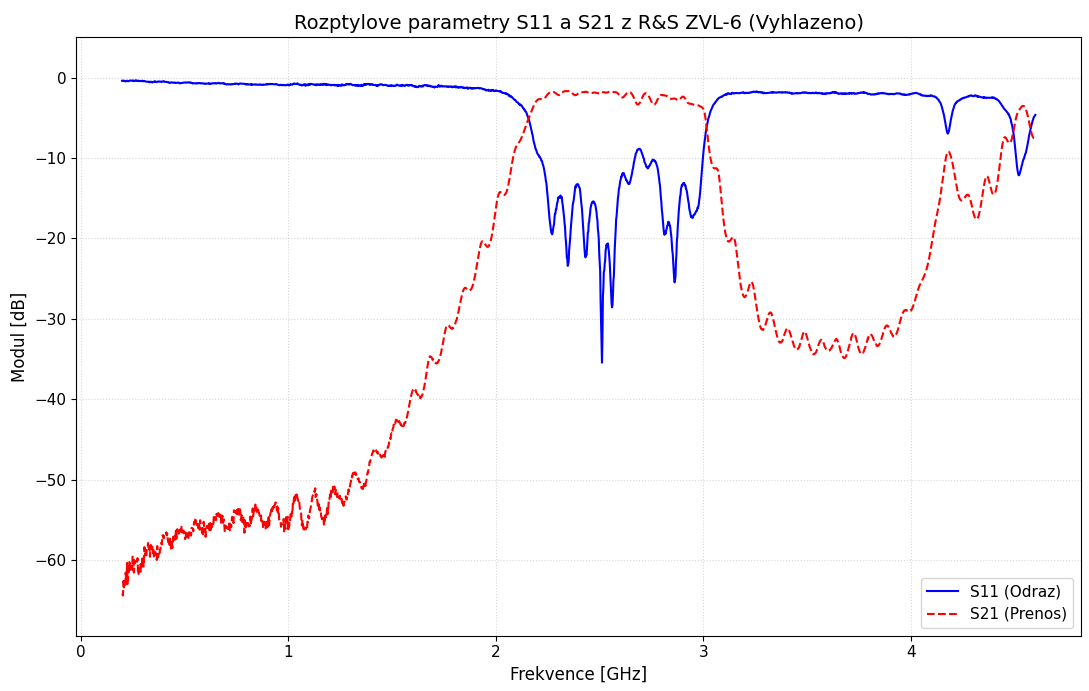 Rozptylove parametry S11 a S21 z R&S ZVL-6 (Vyhlazeno)
Modul [dB]
0
−10
−20
−30
−40
−50
−60
0
1
2
3
4
Frekvence [GHz]
S11 (Odraz)
S21 (Prenos)